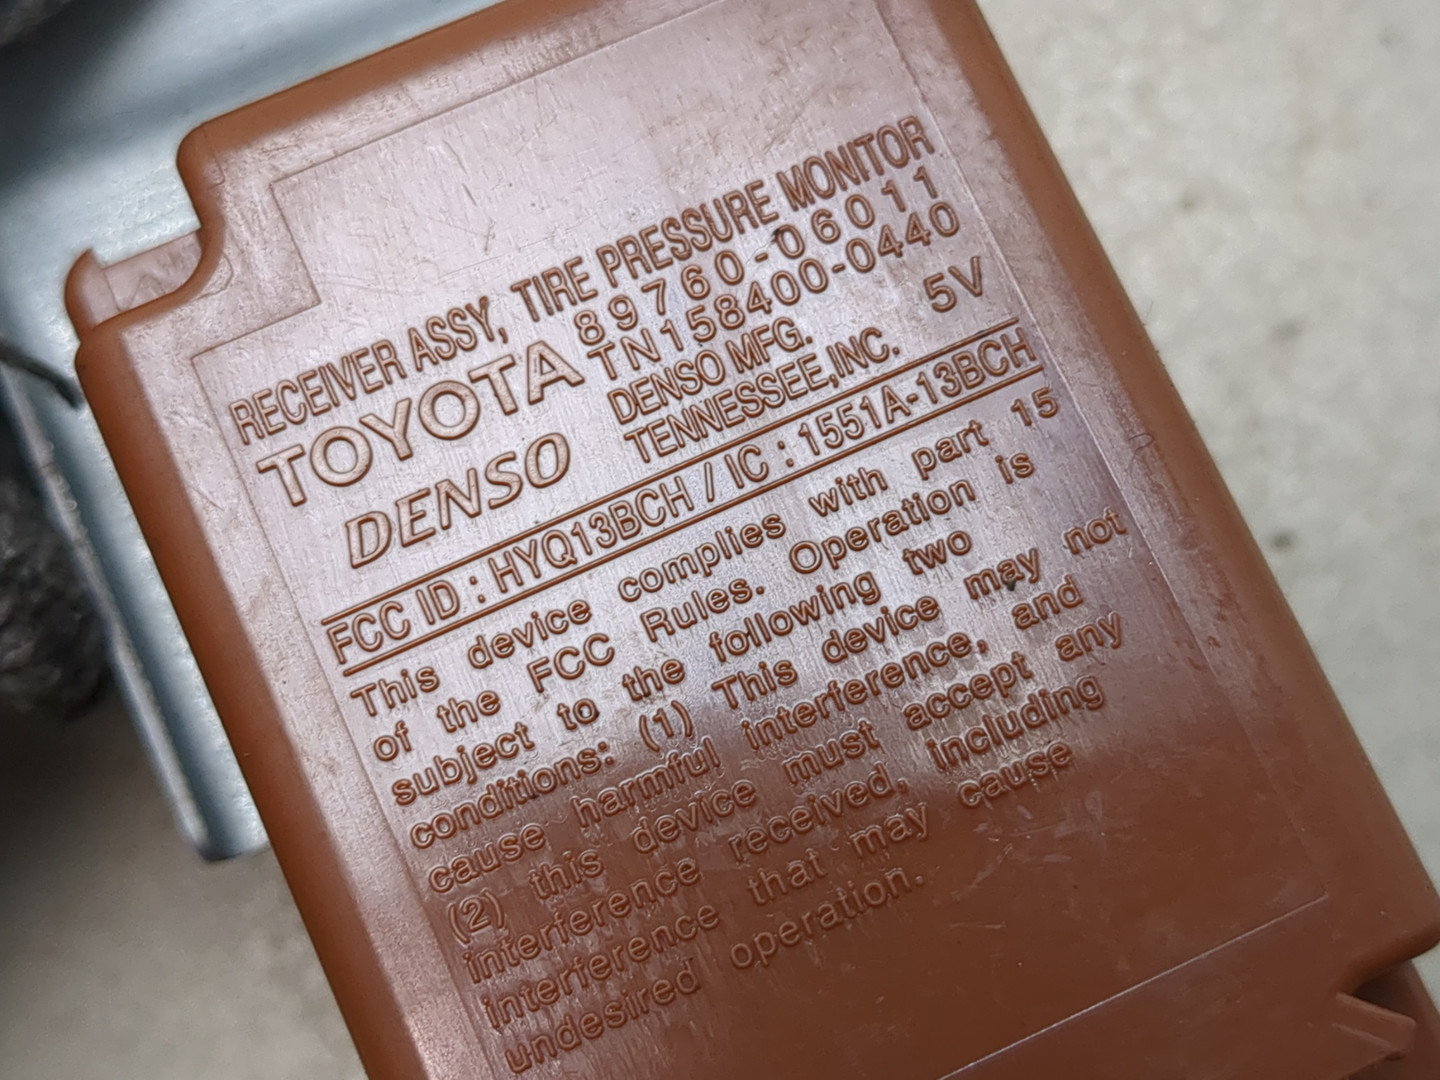 RECEIVER ASSY, TIRE PRESSURE MONITOR
TOYOTA 89760-06011
TN158400-0440
DENSO DENSO MFG. 5V
TENNESSEE,INC.
FCC ID : HYQ13BCH / IC : 1551A-13BCH
This device complies with part 15
of the FCC Rules. Operation is
subject to the following two
conditions: (1) This device may not
cause harmful interference, and
(2) this device must accept any
interference received, including
interference that may cause
undesired operation.